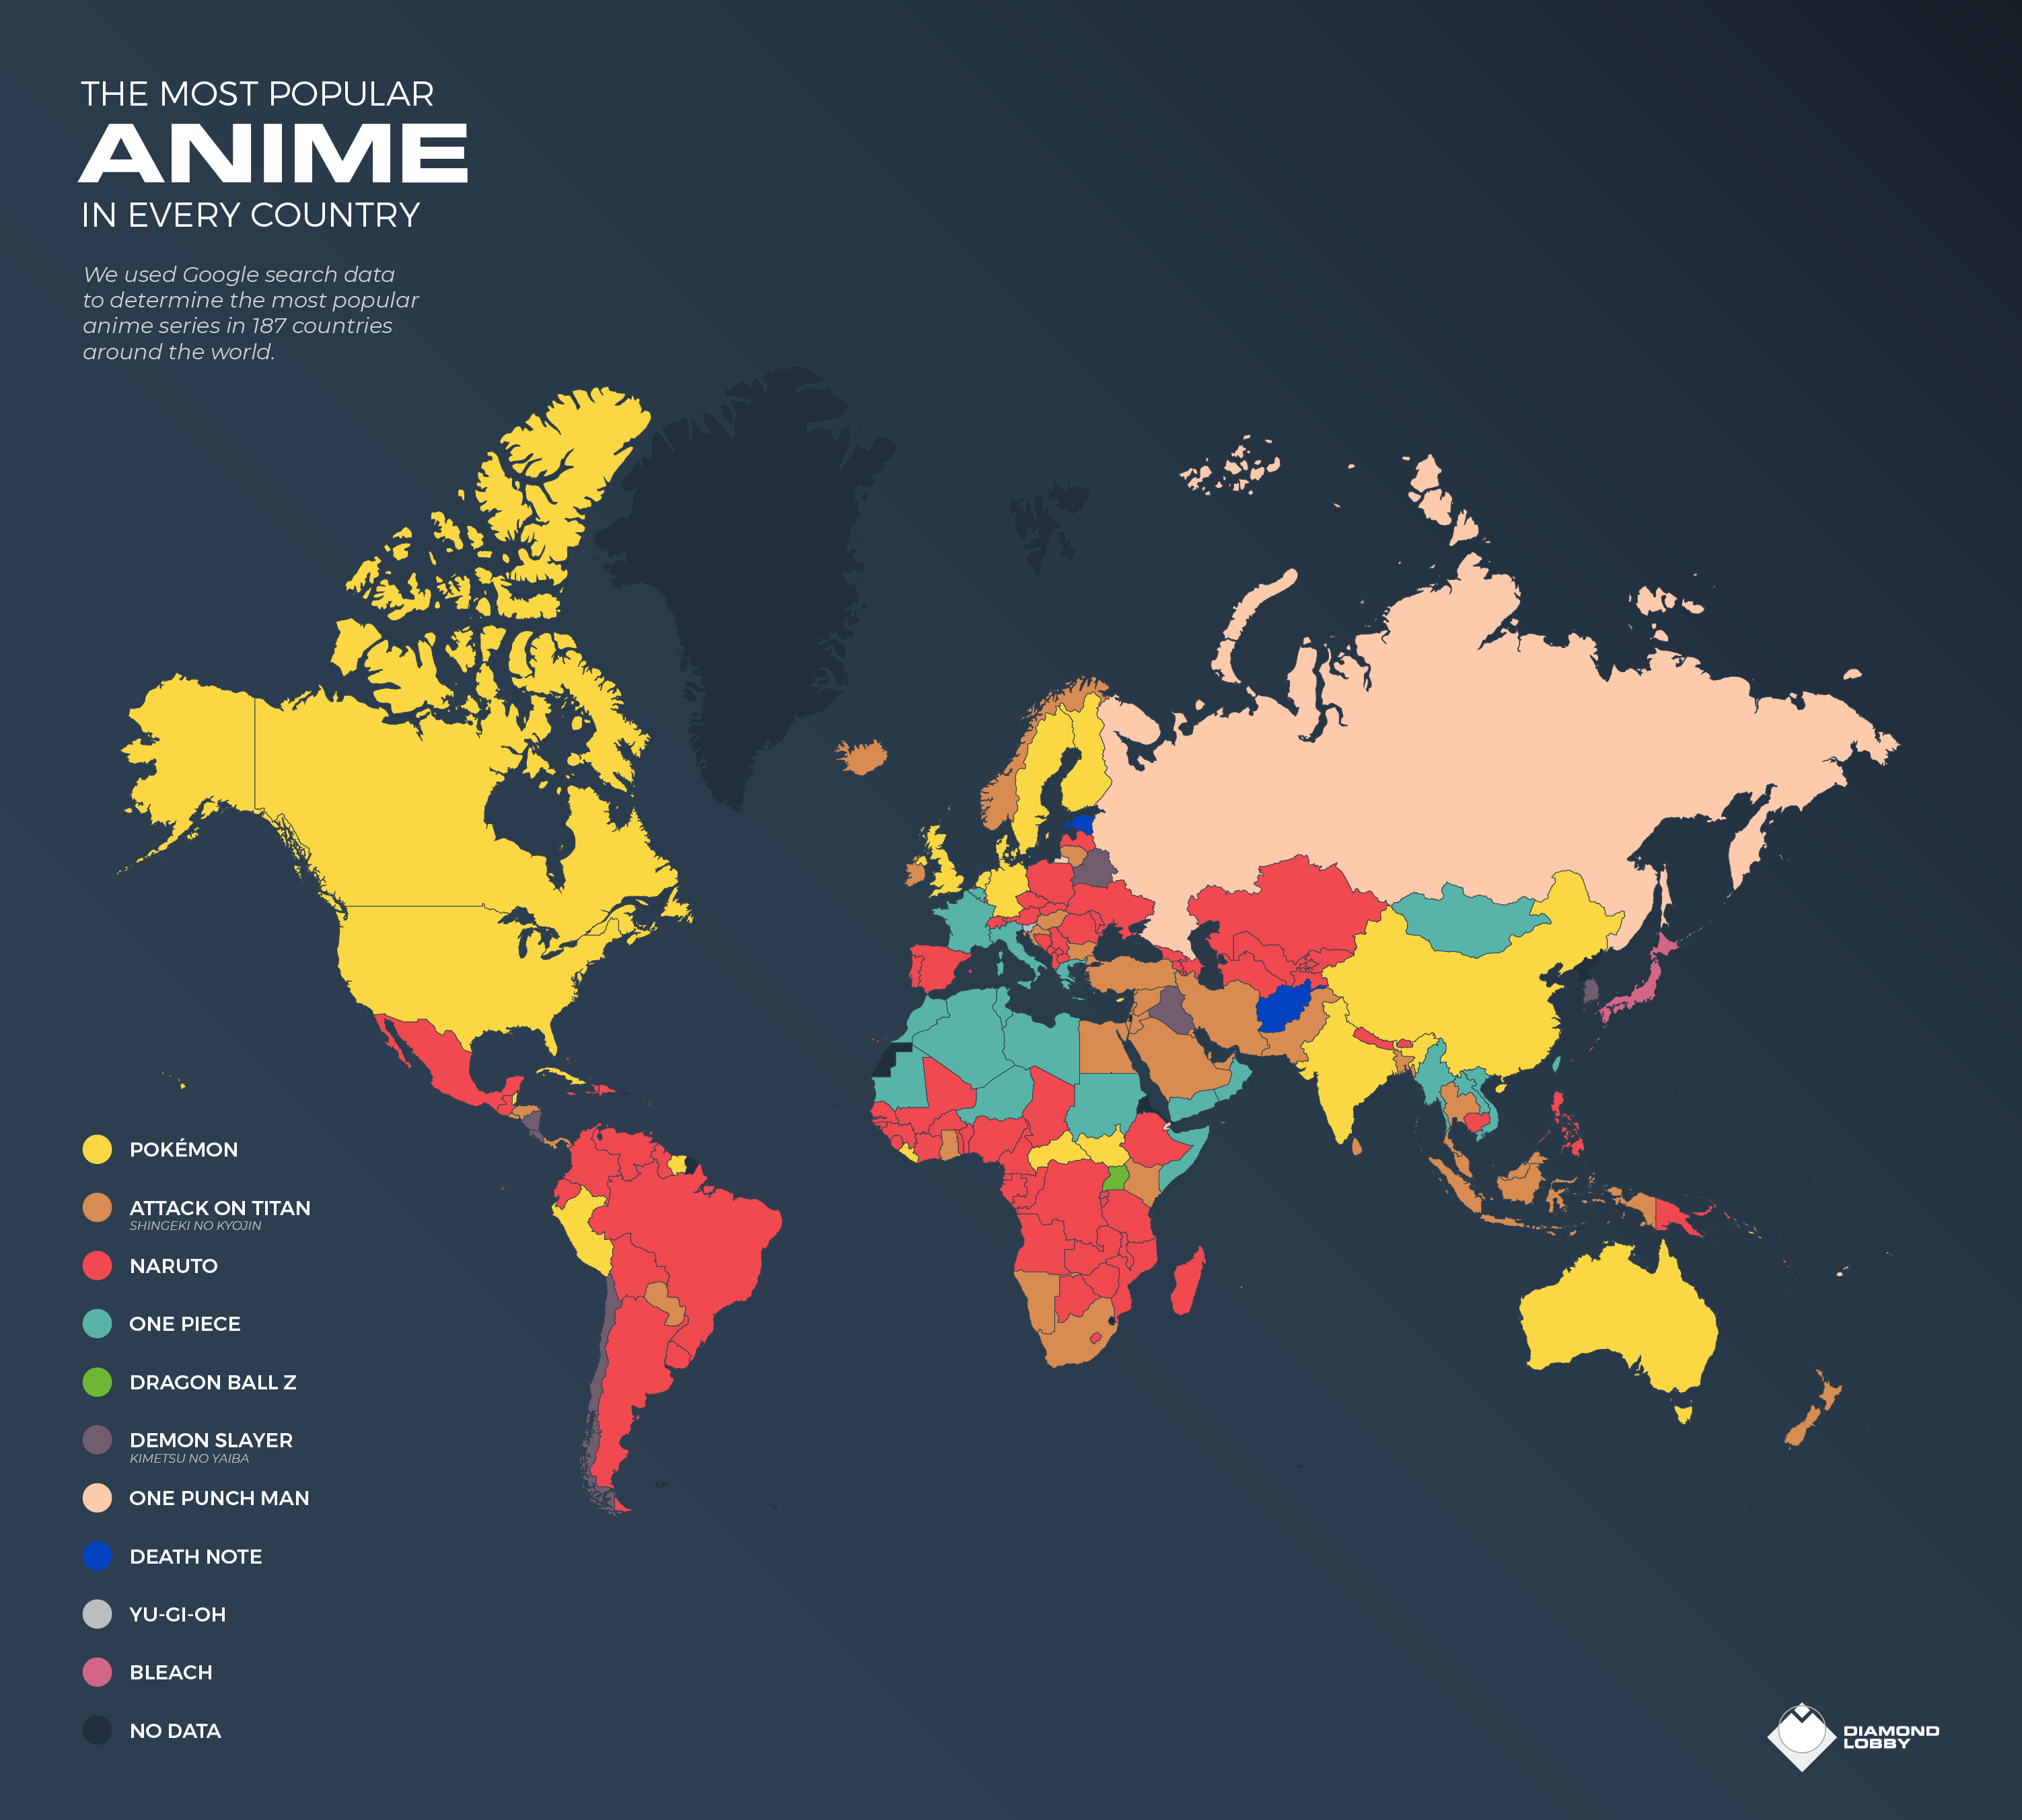 THE MOST POPULAR
ANIME
IN EVERY COUNTRY
We used Google search data
to determine the most popular
anime series in 187 countries
around the world.
POKÉMON
ATTACK ON TITAN
SHINGEKI NO KYOJIN
NARUTO
ONE PIECE
DRAGON BALL Z
DEMON SLAYER
KIMETSU NO YAIBA
ONE PUNCH MAN
DEATH NOTE
YU-GI-OH
BLEACH
NO DATA
DIAMOND
LOBBY